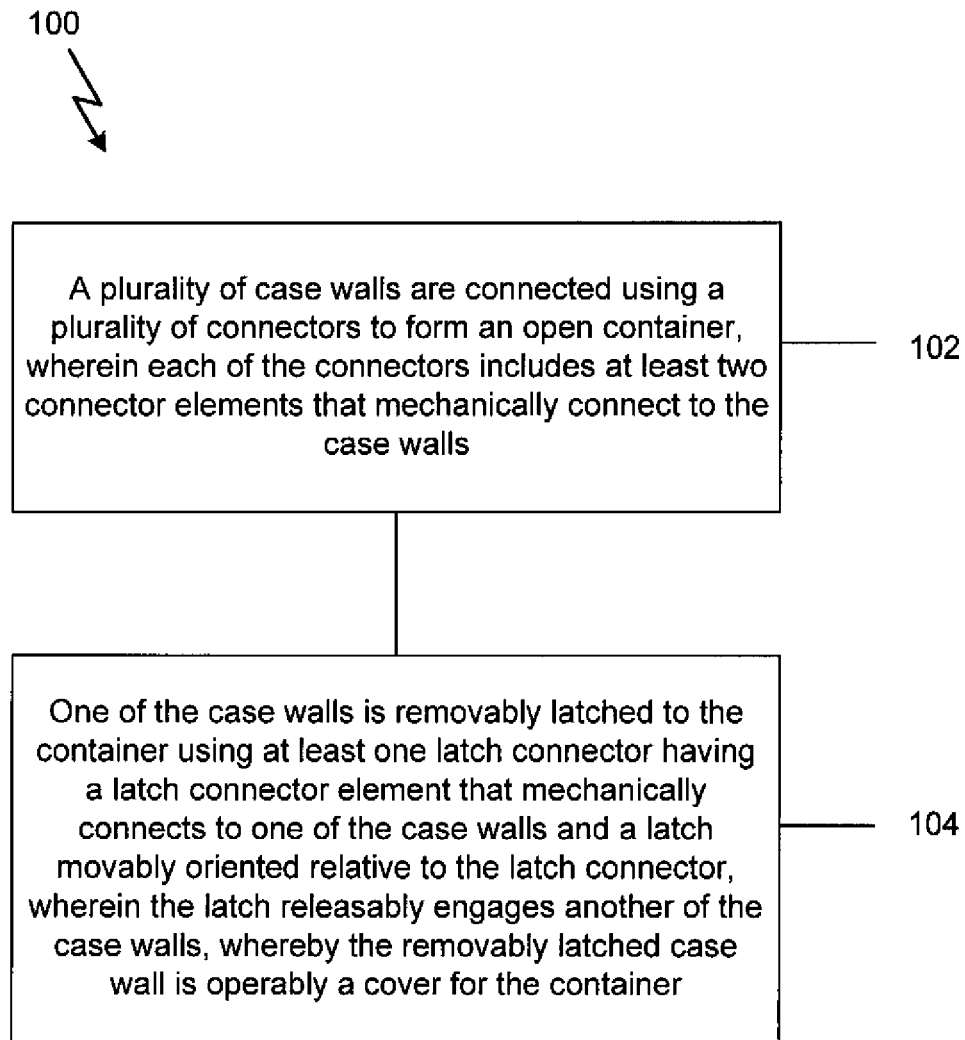 100
A plurality of case walls are connected using a
plurality of connectors to form an open container,
wherein each of the connectors includes at least two
connector elements that mechanically connect to the
case walls
102
One of the case walls is removably latched to the
container using at least one latch connector having
a latch connector element that mechanically
connects to one of the case walls and a latch
movably oriented relative to the latch connector,
wherein the latch releasably engages another of the
case walls, whereby the removably latched case
wall is operably a cover for the container
104